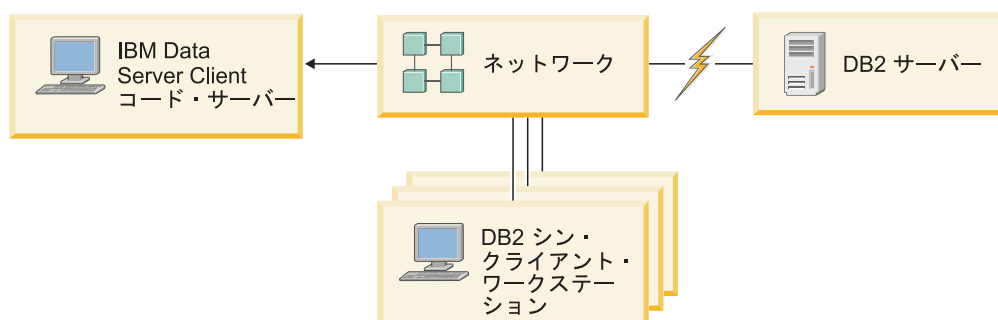 IBM Data
Server Client
コード・サーバー
ネットワーク
DB2 サーバー
DB2 シン・
クライアント・
ワークステー
ション